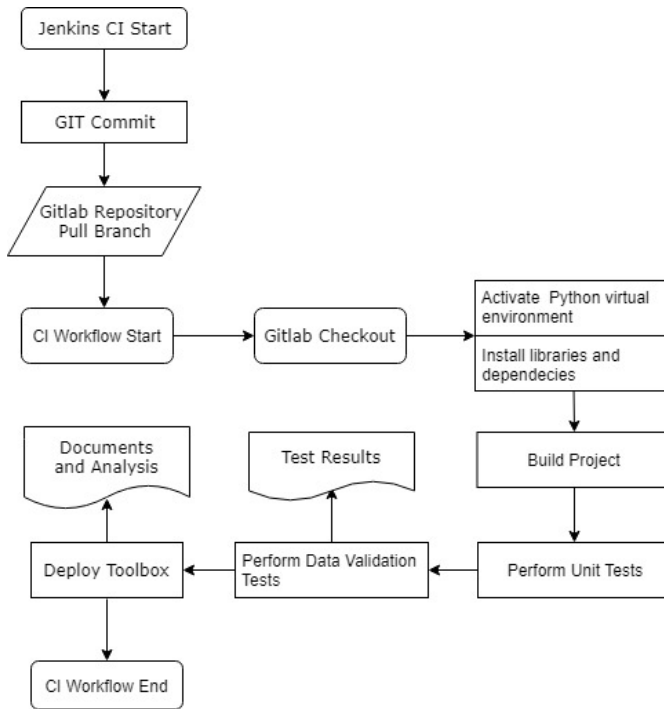 Jenkins CI Start
GIT Commit
Gitlab Repository
Pull Branch
CI Workflow Start
Gitlab Checkout
Activate Python virtual
environment
Install libraries and
dependecies
Documents
and Analysis
Test Results
Build Project
Deploy Toolbox
Perform Data Validation
Tests
Perform Unit Tests
CI Workflow End